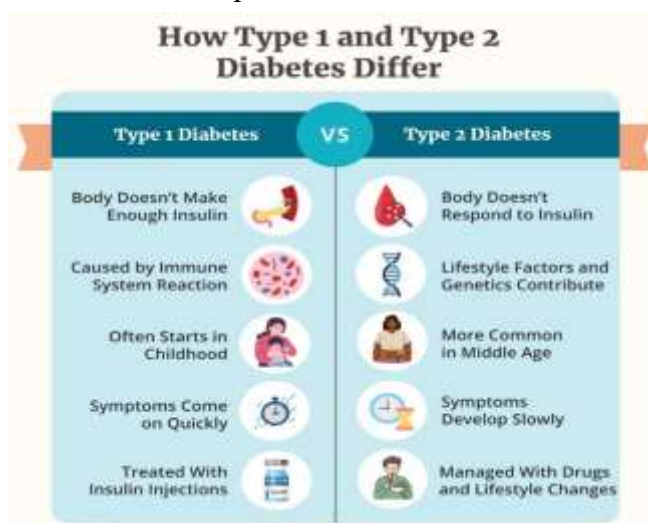 How Type 1 and Type 2
Diabetes Differ
Type 1 Diabetes
VS
Type 2 Diabetes
Body Doesn't Make
Enough Insulin
Body Doesn't
Respond to Insulin
Caused by Immune
System Reaction
Lifestyle Factors and
Genetics Contribute
Often Starts in
Childhood
More Common
in Middle Age
Symptoms Come
on Quickly
Symptoms
Develop Slowly
Treated With
Insulin Injections
Managed With Drugs
and Lifestyle Changes